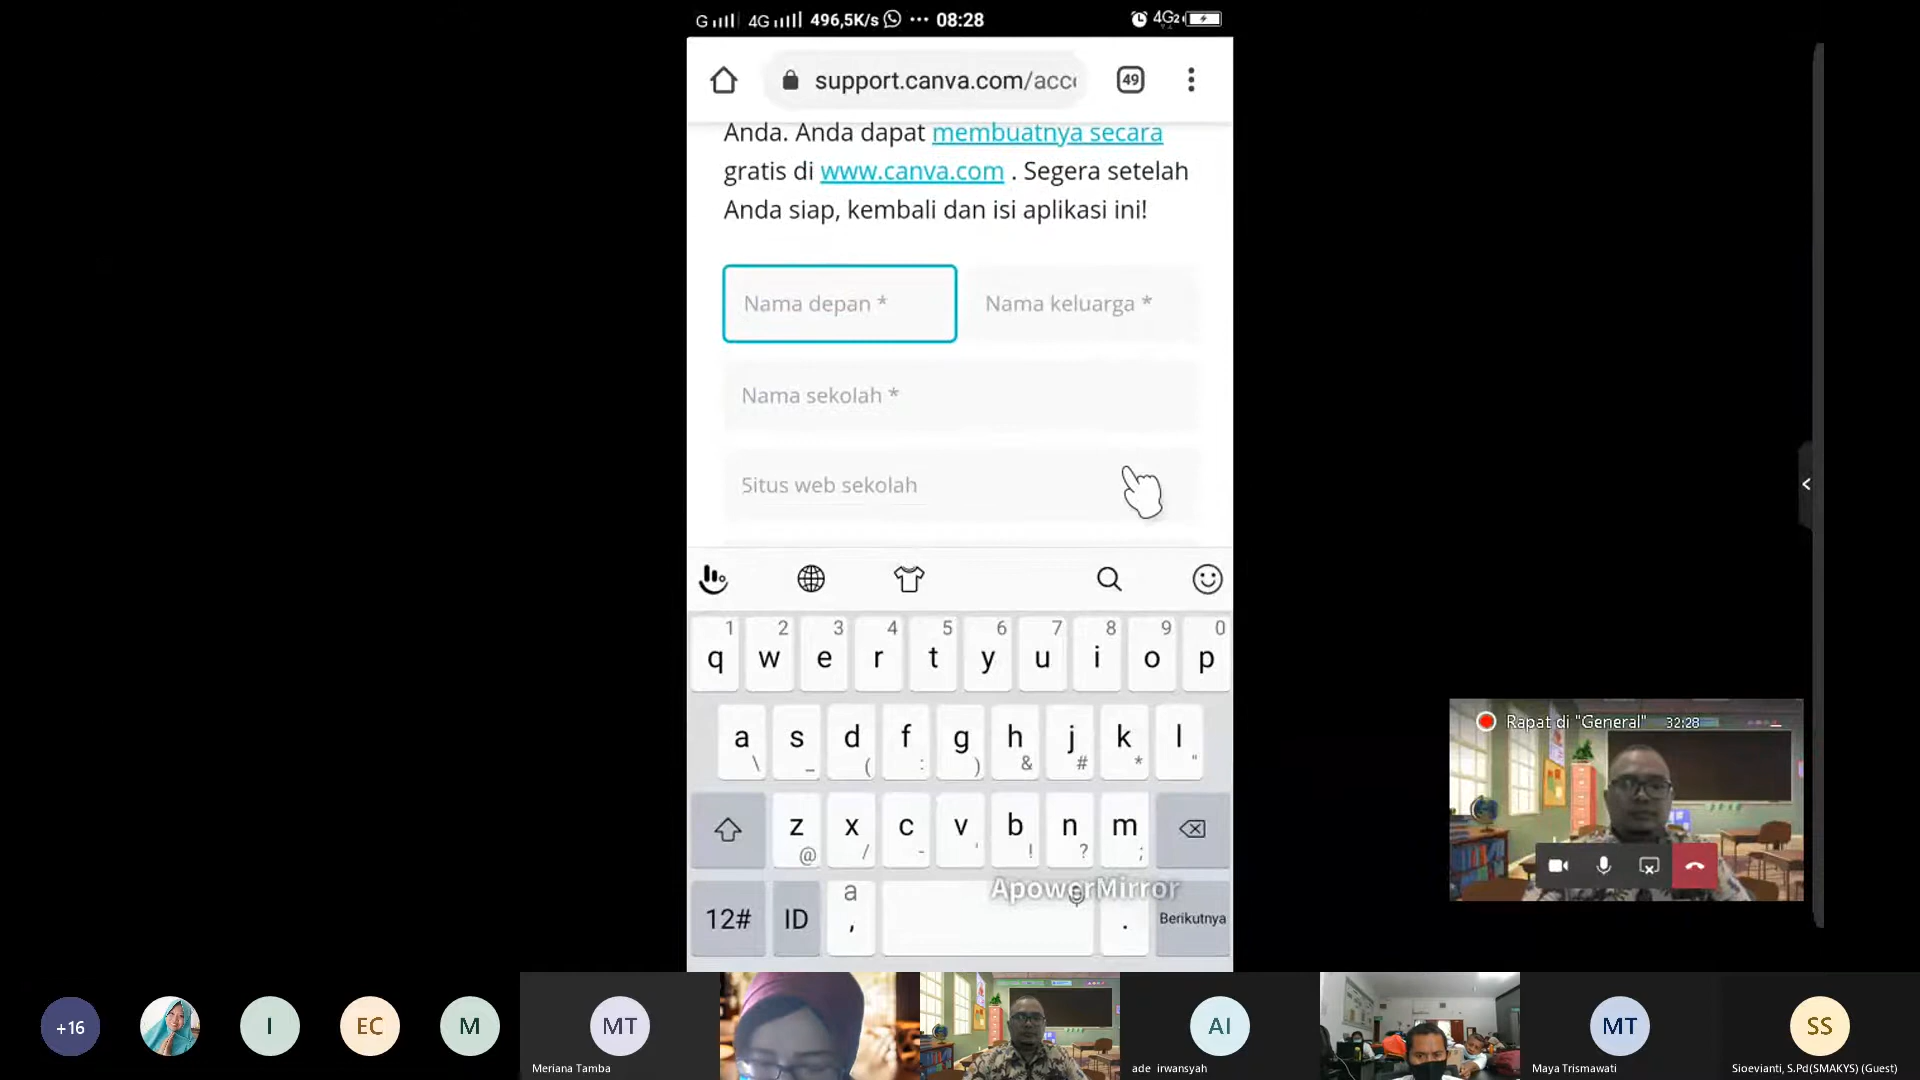 G 4G 496,5K/s ... 08:28 4G2
support.canva.com/acc 49
Anda. Anda dapat membuatnya secara
gratis di www.canva.com . Segera setelah
Anda siap, kembali dan isi aplikasi ini!
Nama depan * Nama keluarga *
Nama sekolah *
Situs web sekolah
1 2 3 4 5 6 7 8 9 0
q w e r t y u i o p
a s d f g h j k l
\ _ ( : ) & # * "
z x c v b n m
@ / - ' ! ? ;
ApowerMirror
12# ID a , . Berikutnya
Rapat di "General" 32:28
+16 I EC M MT AI MT SS
Meriana Tamba ade irwansyah Maya Trismawati Sioevianti, S.Pd(SMAKYS) (Guest)